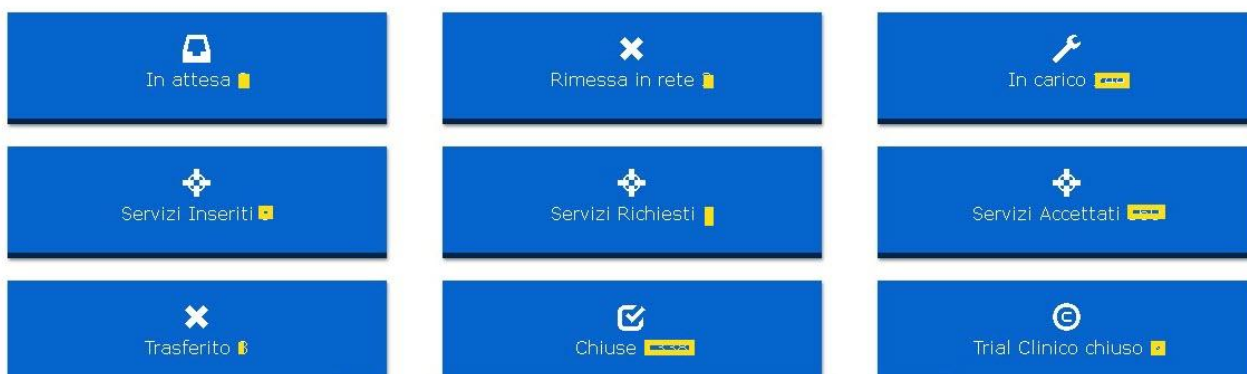 In attesa
Rimessa in rete
In carico
Servizi Inseriti
Servizi Richiesti
Servizi Accettati
Trasferito
Chiuse
Trial Clinico chiuso